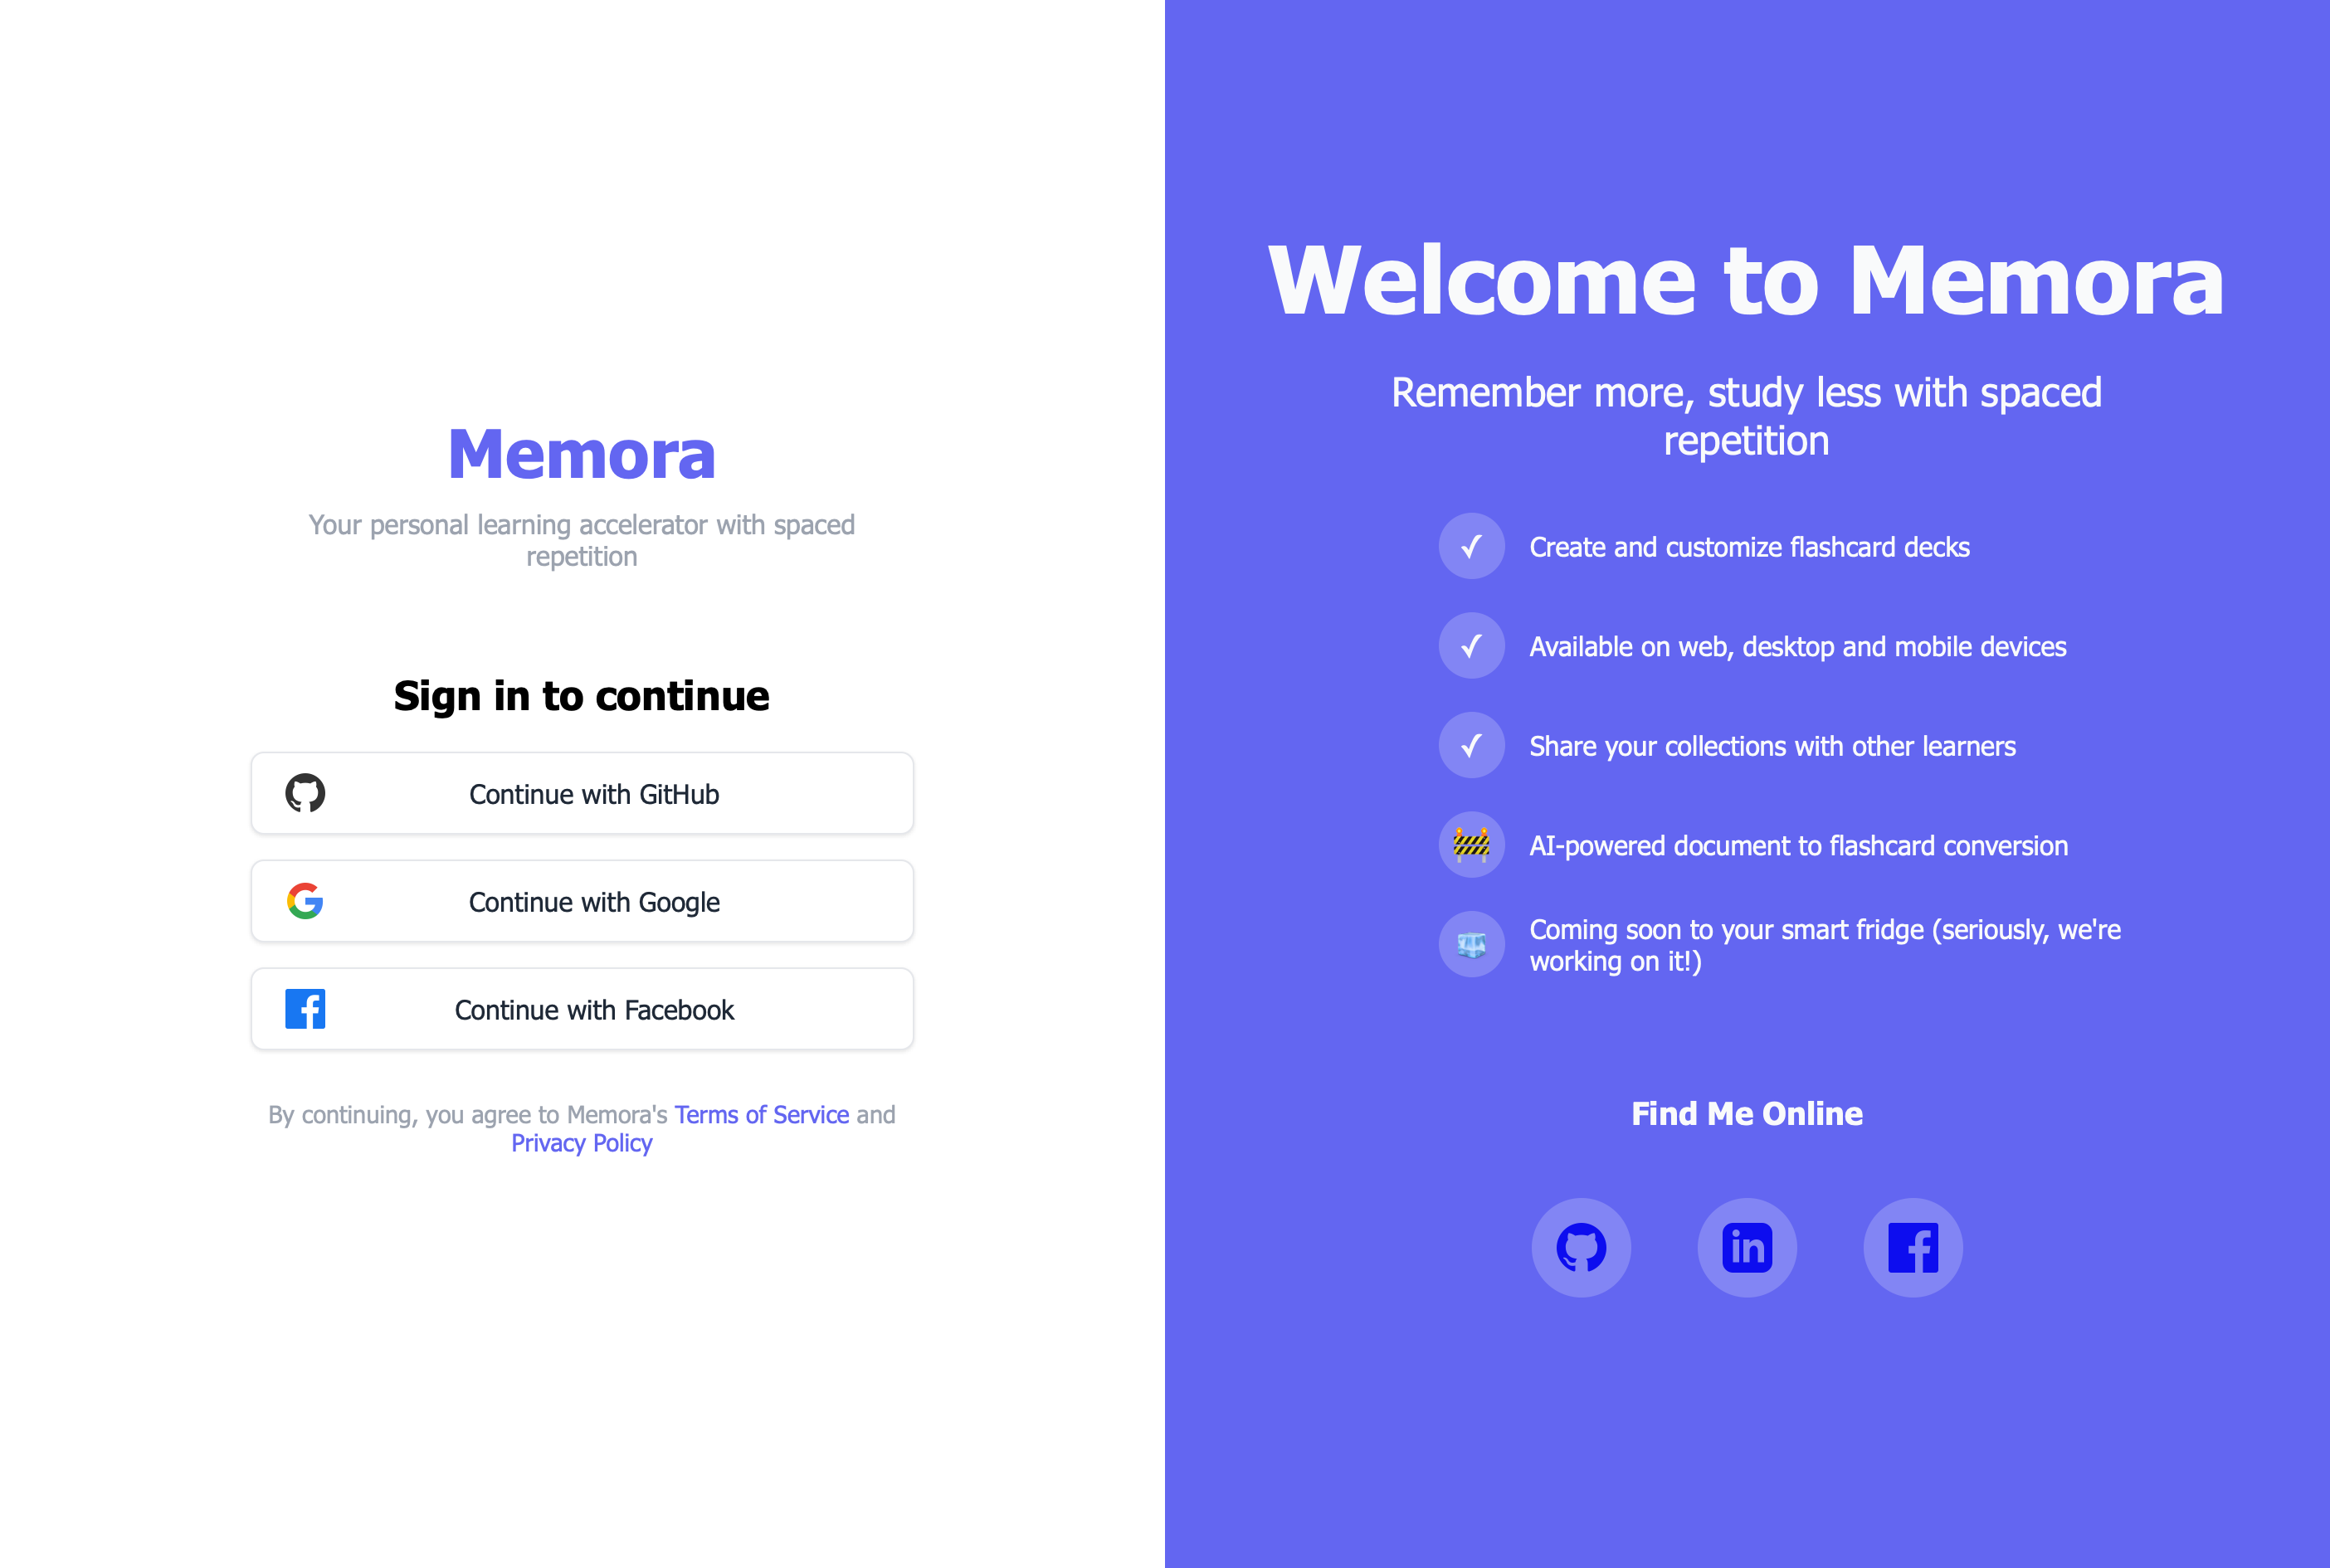 Memora
Your personal learning accelerator with spaced
repetition
Sign in to continue
Continue with GitHub
Continue with Google
Continue with Facebook
By continuing, you agree to Memora's Terms of Service and
Privacy Policy
Welcome to Memora
Remember more, study less with spaced
repetition
Create and customize flashcard decks
Available on web, desktop and mobile devices
Share your collections with other learners
AI-powered document to flashcard conversion
Coming soon to your smart fridge (seriously, we're
working on it!)
Find Me Online